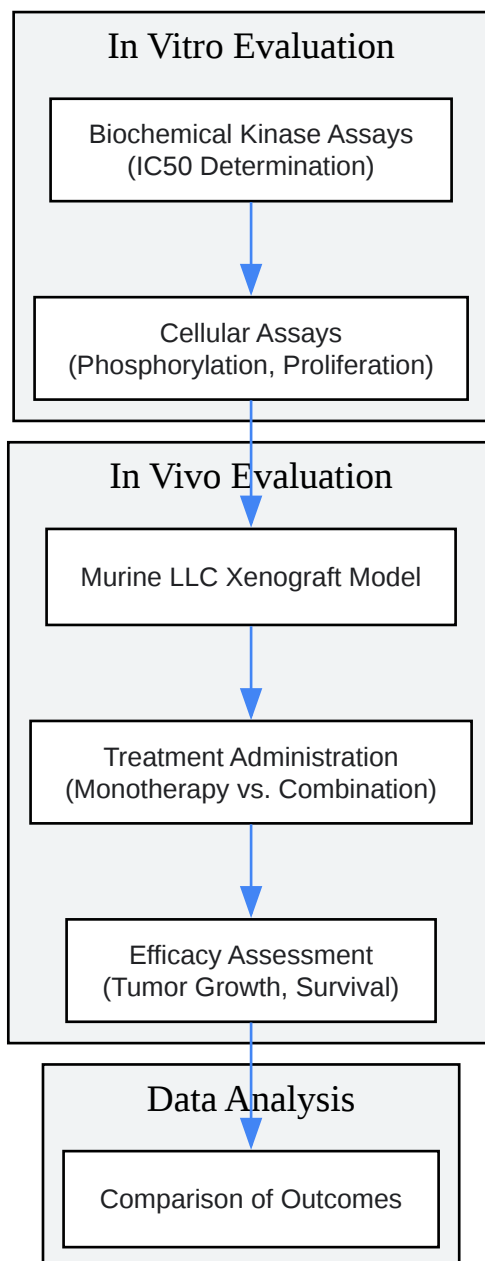 In Vitro Evaluation
Biochemical Kinase Assays
(IC50 Determination)
Cellular Assays
(Phosphorylation, Proliferation)
In Vivo Evaluation
Murine LLC Xenograft Model
Treatment Administration
(Monotherapy vs. Combination)
Efficacy Assessment
(Tumor Growth, Survival)
Data Analysis
Comparison of Outcomes